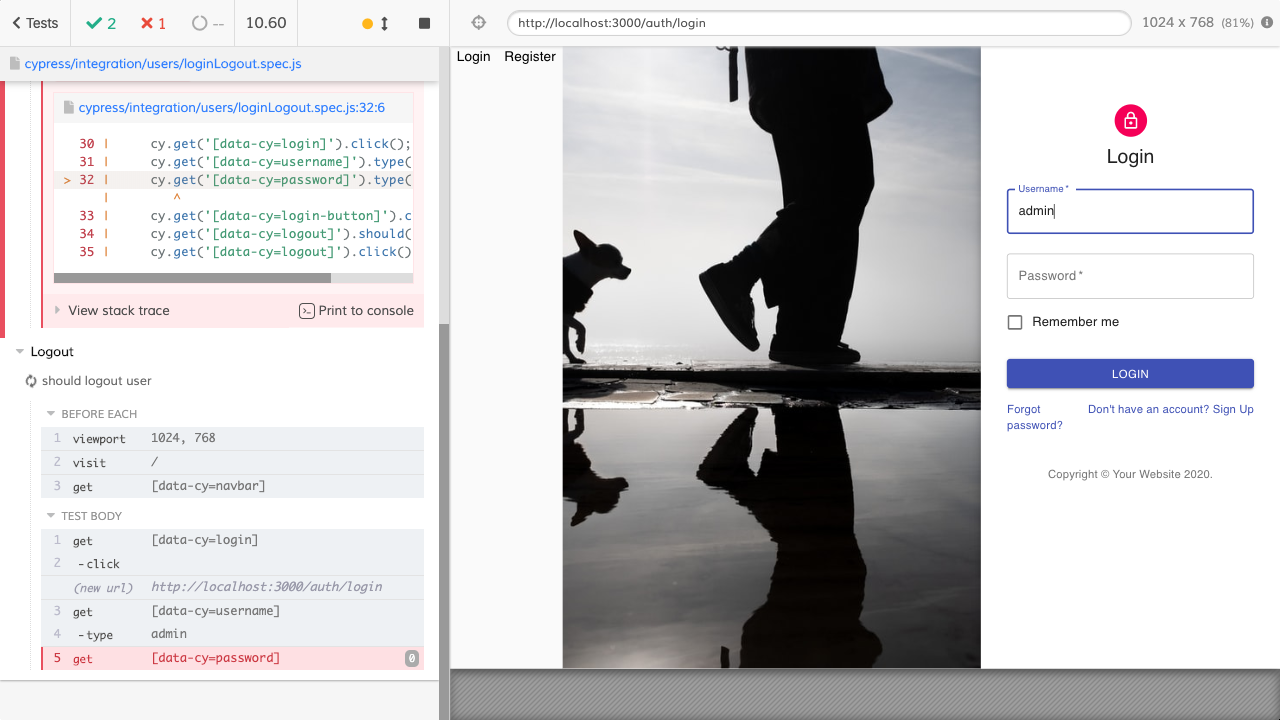 Tests
2
1
--
10.60
http://localhost:3000/auth/login
1024 x 768 (81%)
cypress/integration/users/loginLogout.spec.js
cypress/integration/users/loginLogout.spec.js:32:6
30 | cy.get('[data-cy=login]').click();
31 | cy.get('[data-cy=username]').type(
> 32 | cy.get('[data-cy=password]').type(
| ^
33 | cy.get('[data-cy=login-button]').c
34 | cy.get('[data-cy=logout]').should(
35 | cy.get('[data-cy=logout]').click()
View stack trace
Print to console
Logout
should logout user
BEFORE EACH
1 viewport 1024, 768
2 visit /
3 get [data-cy=navbar]
TEST BODY
1 get [data-cy=login]
2 -click
(new url) http://localhost:3000/auth/login
3 get [data-cy=username]
4 -type admin
5 get [data-cy=password] 0
Login Register
Login
Username *
admin
Password *
Remember me
LOGIN
Forgot password?
Don't have an account? Sign Up
Copyright © Your Website 2020.